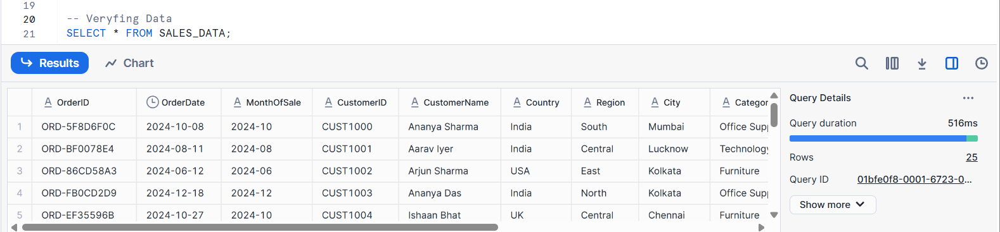 19
20 -- Veryfing Data
21 SELECT * FROM SALES_DATA;
Results Chart
OrderID OrderDate MonthOfSale CustomerID CustomerName Country Region City Categor
1 ORD-5F8D6F0C 2024-10-08 2024-10 CUST1000 Ananya Sharma India South Mumbai Office Sup
2 ORD-BF0078E4 2024-08-11 2024-08 CUST1001 Aarav Iyer India Central Lucknow Technology
3 ORD-86CD58A3 2024-06-12 2024-06 CUST1002 Arjun Sharma USA East Kolkata Furniture
4 ORD-FB0CD2D9 2024-12-18 2024-12 CUST1003 Ananya Das India North Kolkata Office Sup
5 ORD-EF35596B 2024-10-27 2024-10 CUST1004 Ishaan Bhat UK Central Chennai Furniture
Query Details ...
Query duration 516ms
Rows 25
Query ID 01bfe0f8-0001-6723-0...
Show more